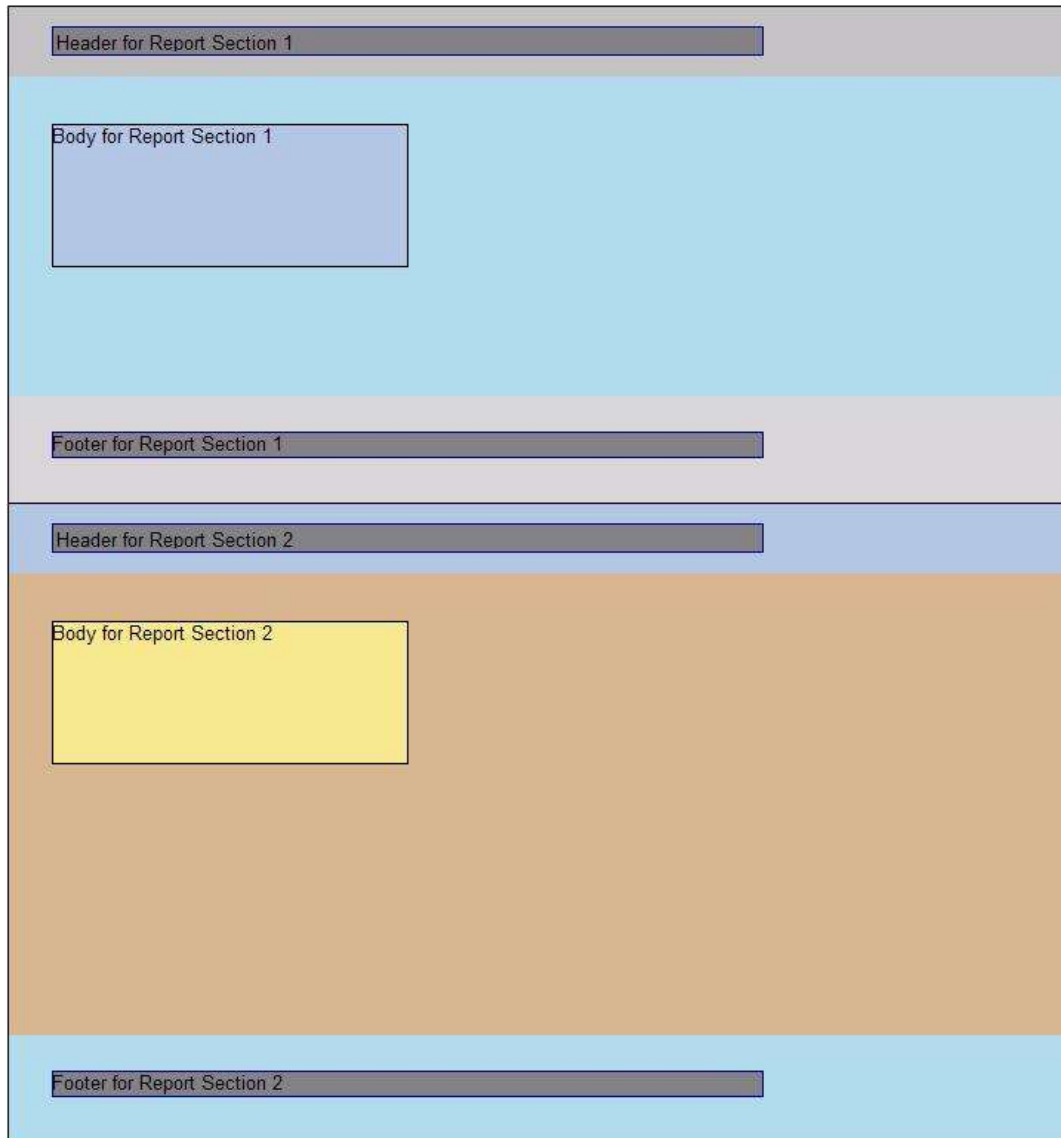 Header for Report Section 1
Body for Report Section 1
Footer for Report Section 1
Header for Report Section 2
Body for Report Section 2
Footer for Report Section 2